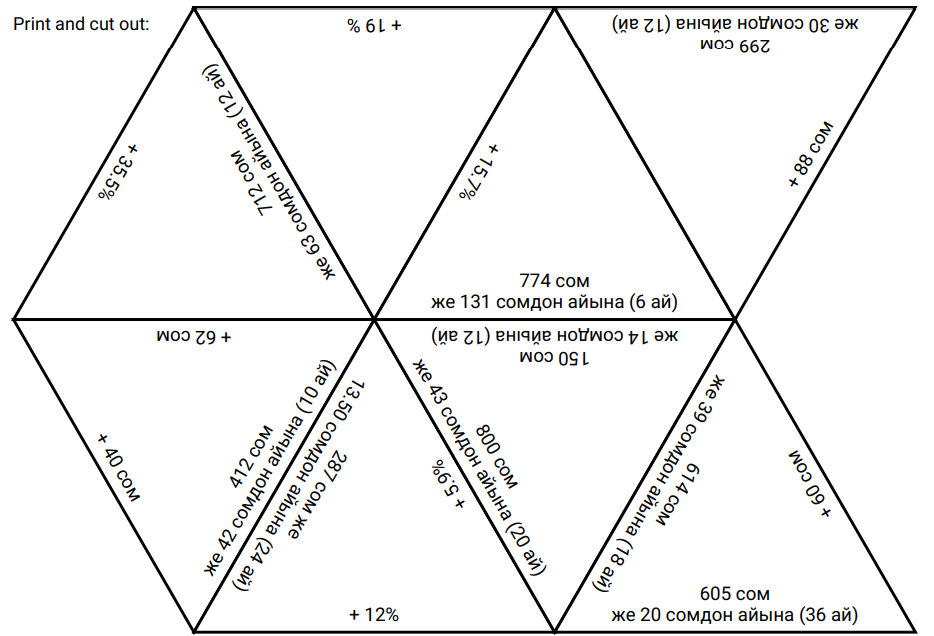 Print and cut out:
+ 19 %
299 сом
же 30 сомдон айына (12 ай)
+ 35.5%
712 сом
же 63 сомдон айына (12 ай)
+ 15.7%
+ 88 сом
774 сом
же 131 сомдон айына (6 ай)
+ 62 сом
150 сом
же 14 сомдон айына (12 ай)
+ 40 сом
412 сом
же 42 сомдон айына (10 ай)
287 сом же
13.50 сомдон айына (24 ай)
+ 5.9%
800 сом
же 43 сомдон айына (20 ай)
614 сом
же 39 сомдон айына (18 ай)
+ 60 сом
+ 12%
605 сом
же 20 сомдон айына (36 ай)